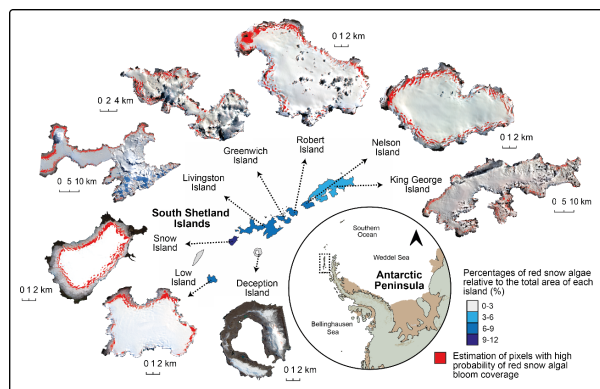 0 1 2 km
0 2 4 km
0 1 2 km
Robert
Island
Nelson
Island
Greenwich
Island
King George
Island
0 5 10 km
Livingston
Island
0 5 10 km
South Shetland
Islands
Snow
Island
Southern
Ocean
Weddel Sea
Antarctic
Peninsula
Bellinghausen
Sea
Low
Island
Deception
Island
0 1 2 km
0 1 2 km
0 1 2 km
Percentages of red snow algae
relative to the total area of each
island (%)
0-3
3-6
6-9
9-12
Estimation of pixels with high
probability of red snow algal
bloom coverage